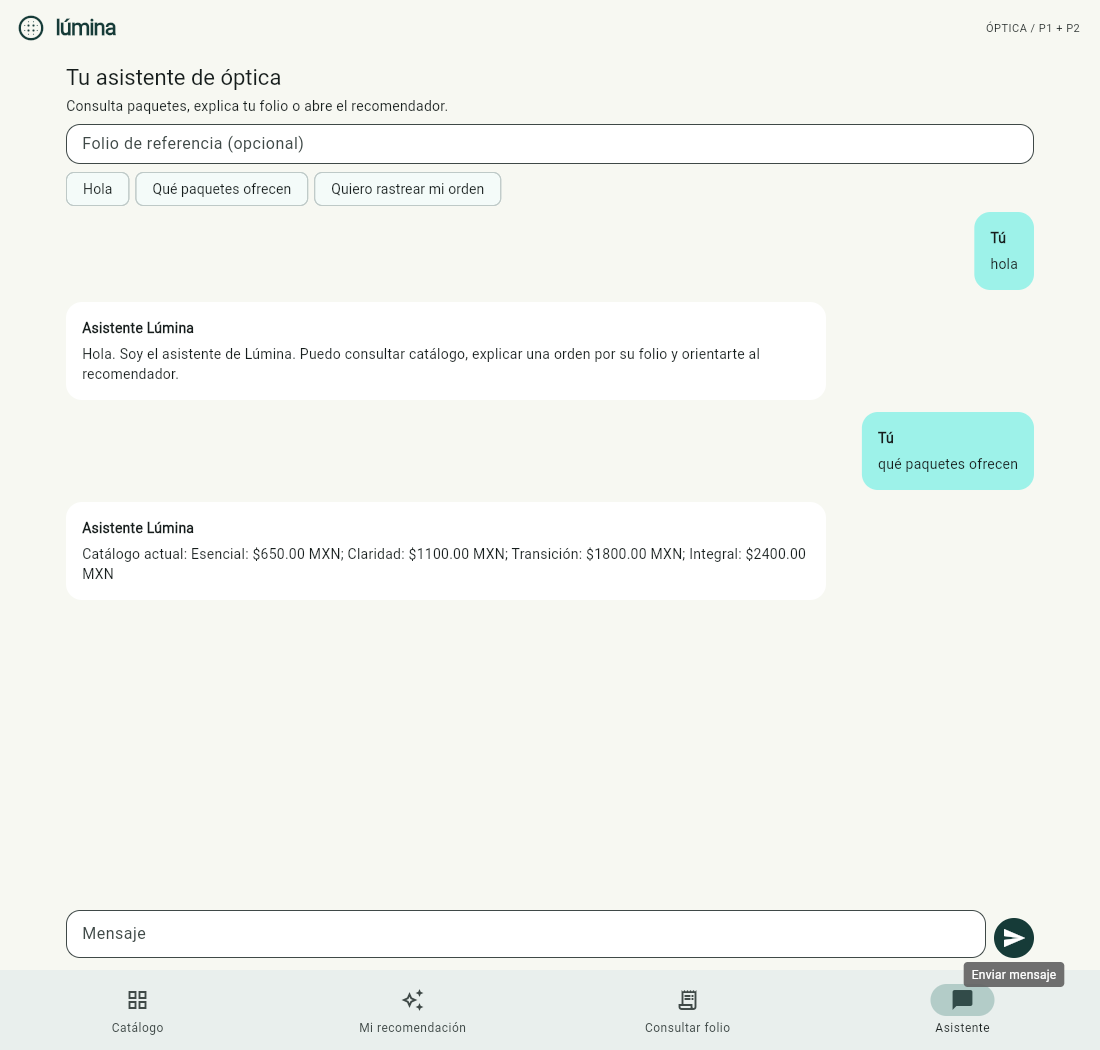 lúmina
ÓPTICA / P1 + P2
Tu asistente de óptica
Consulta paquetes, explica tu folio o abre el recomendador.
Folio de referencia (opcional)
Hola
Qué paquetes ofrecen
Quiero rastrear mi orden
Tú
hola
Asistente Lúmina
Hola. Soy el asistente de Lúmina. Puedo consultar catálogo, explicar una orden por su folio y orientarte al
recomendador.
Tú
qué paquetes ofrecen
Asistente Lúmina
Catálogo actual: Esencial: $650.00 MXN; Claridad: $1100.00 MXN; Transición: $1800.00 MXN; Integral: $2400.00
MXN
Mensaje
Enviar mensaje
Catálogo
Mi recomendación
Consultar folio
Asistente